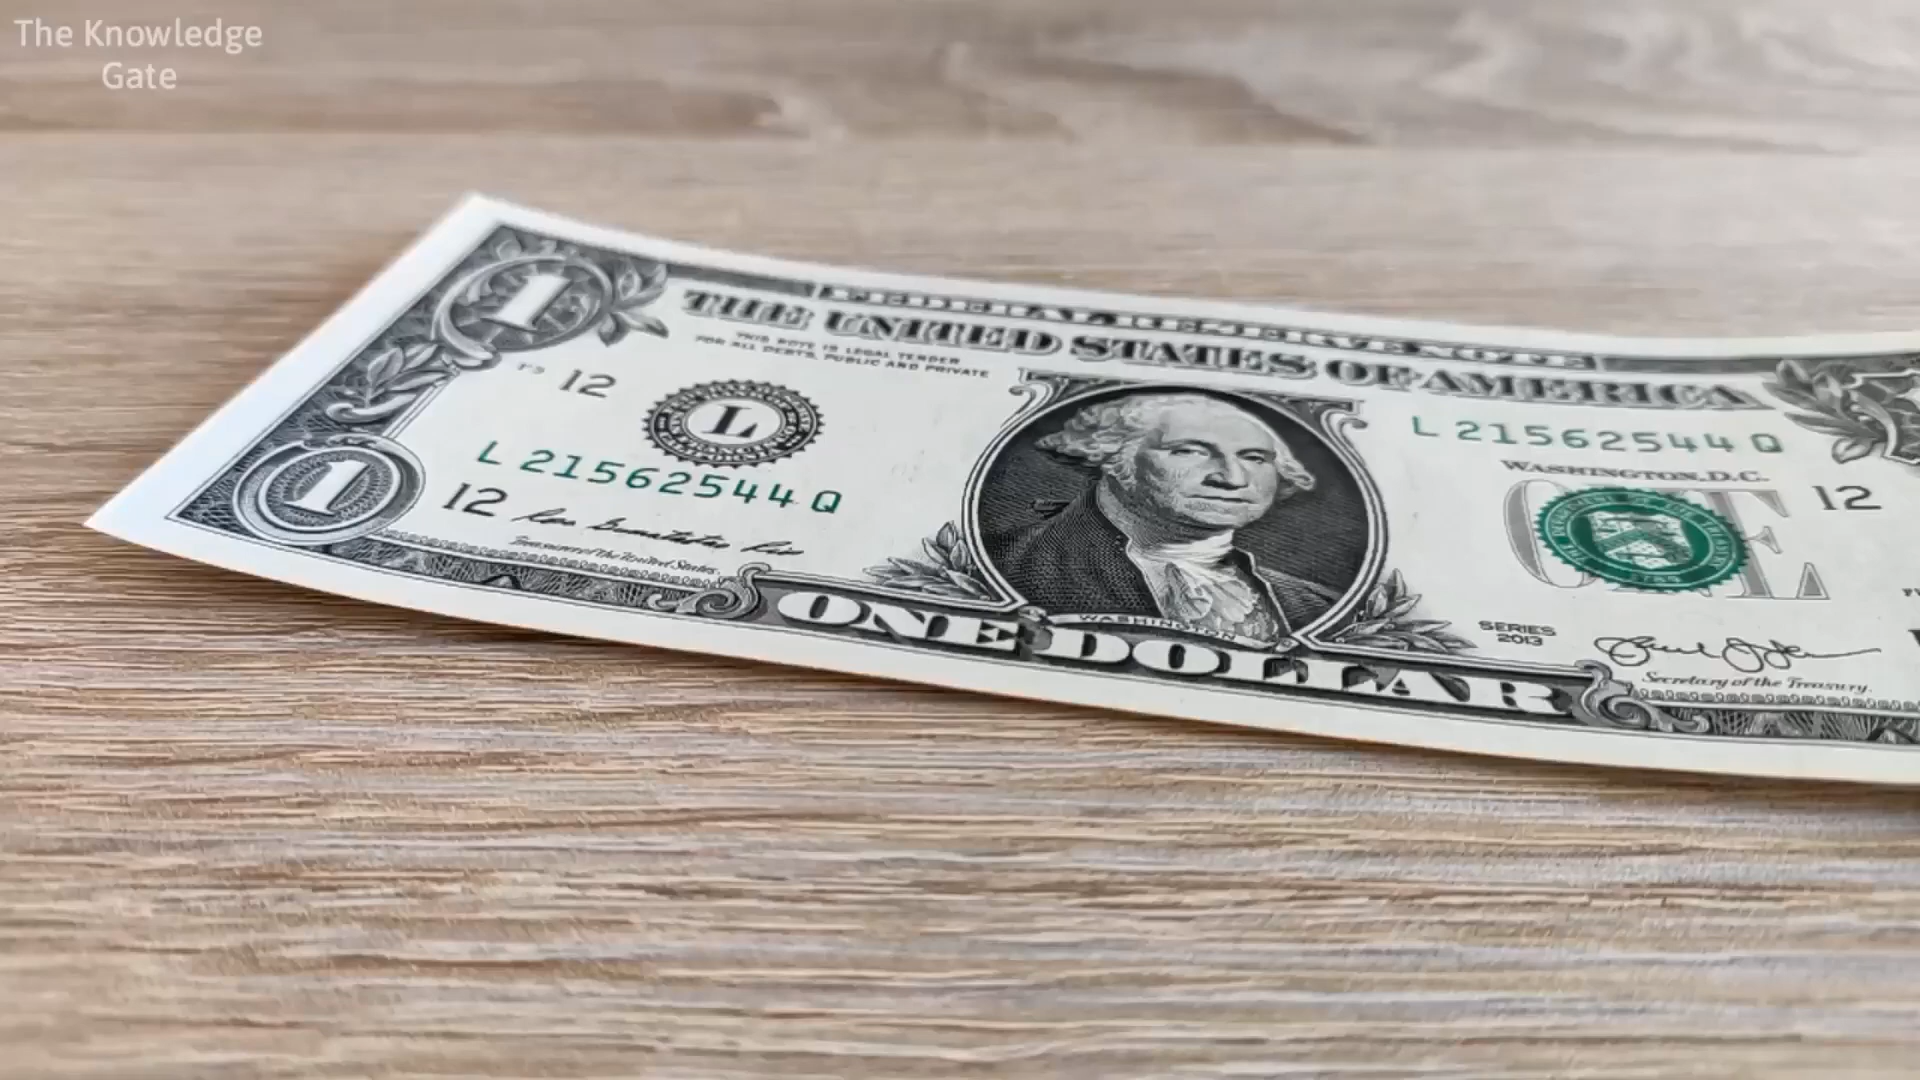 The Knowledge
Gate
FEDERAL RESERVE NOTE
THE UNITED STATES OF AMERICA
THIS NOTE IS LEGAL TENDER
FOR ALL DEBTS, PUBLIC AND PRIVATE
1
12
L
L 21562544 Q
L 21562544 Q
WASHINGTON, D.C.
12
1
12
Treasurer of the United States.
WASHINGTON
ONE DOLLAR
SERIES
2013
Secretary of the Treasury.